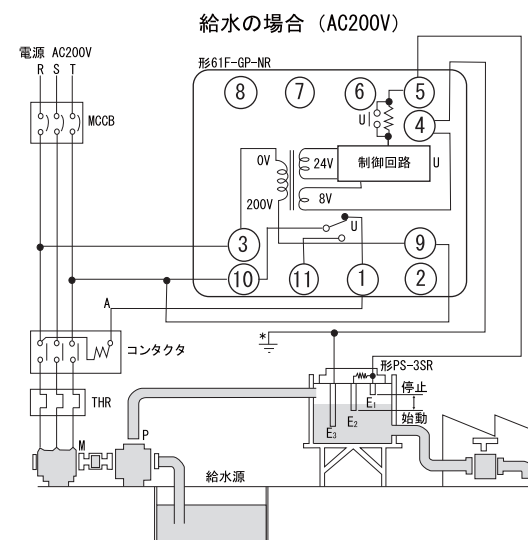 給水の場合（AC200V）
電源 AC200V
R S T
形61F-GP-NR
MCCB
8 7 6 5
U
4
0V
24V
制御回路
U
200V
8V
U
3
9
10 11 1 2
A
*
コンタクタ
形PS-3SR
停止
THR
E1
始動
E2
E3
M
P
給水源